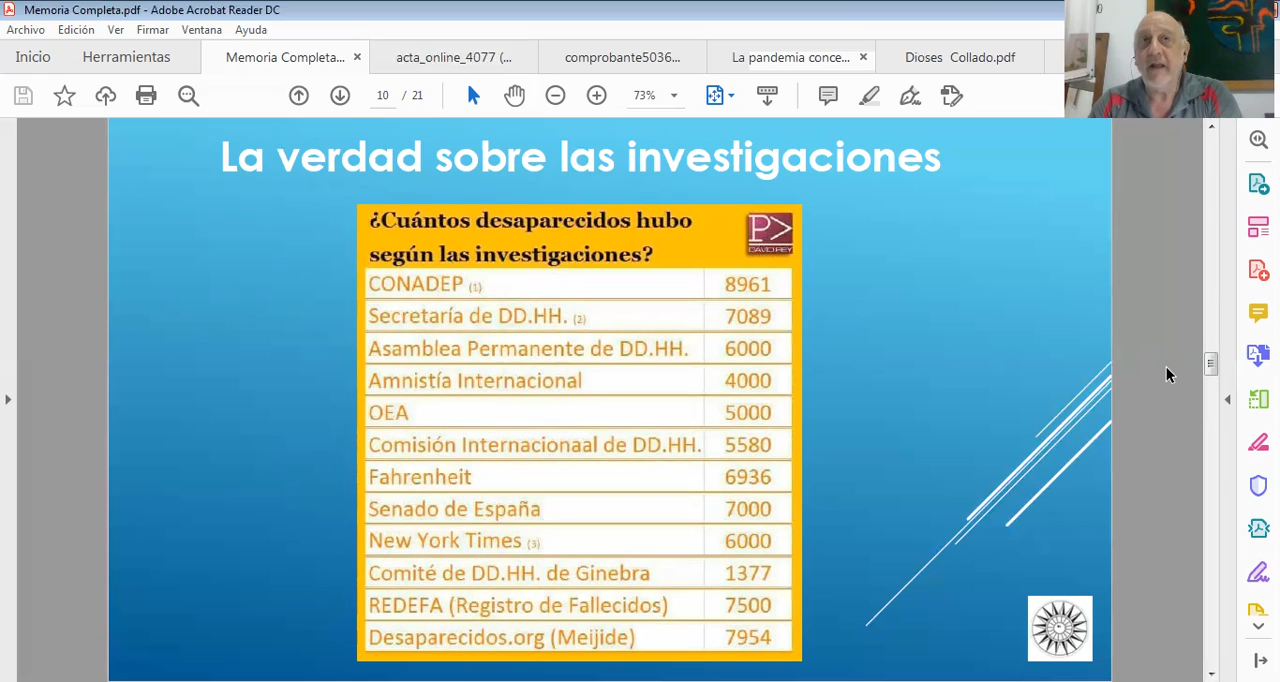 Memoria Completa.pdf - Adobe Acrobat Reader DC
Archivo Edición Ver Firmar Ventana Ayuda
Inicio Herramientas Memoria Completa... × acta_online_4077 (... comprobante5036... La pandemia conce... × Dioses Collado.pdf
10 / 21 73%
La verdad sobre las investigaciones
¿Cuántos desaparecidos hubo
según las investigaciones?
P>
DAVID REY
CONADEP (1) 8961
Secretaría de DD.HH. (2) 7089
Asamblea Permanente de DD.HH. 6000
Amnistía Internacional 4000
OEA 5000
Comisión Internacionaal de DD.HH. 5580
Fahrenheit 6936
Senado de España 7000
New York Times (3) 6000
Comité de DD.HH. de Ginebra 1377
REDEFA (Registro de Fallecidos) 7500
Desaparecidos.org (Meijide) 7954